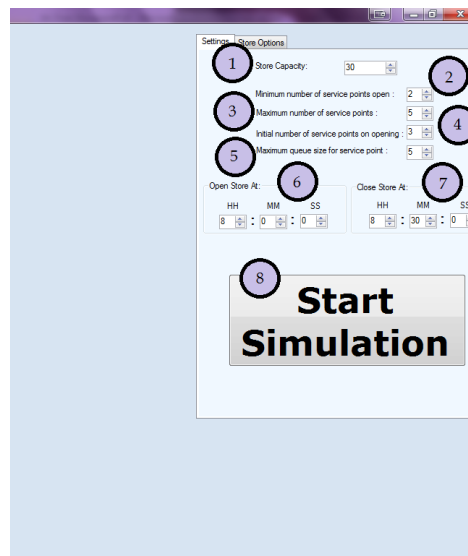 Settings Store Options
1 Store Capacity: 30
2
Minimum number of service points open : 2
3 Maximum number of service points : 5
4
Initial number of service points on opening : 3
5 Maximum queue size for service point : 5
6 7
Open Store At: Close Store At:
HH MM SS HH MM SS
8 : 0 : 0 8 : 30 : 0
8
Start
Simulation